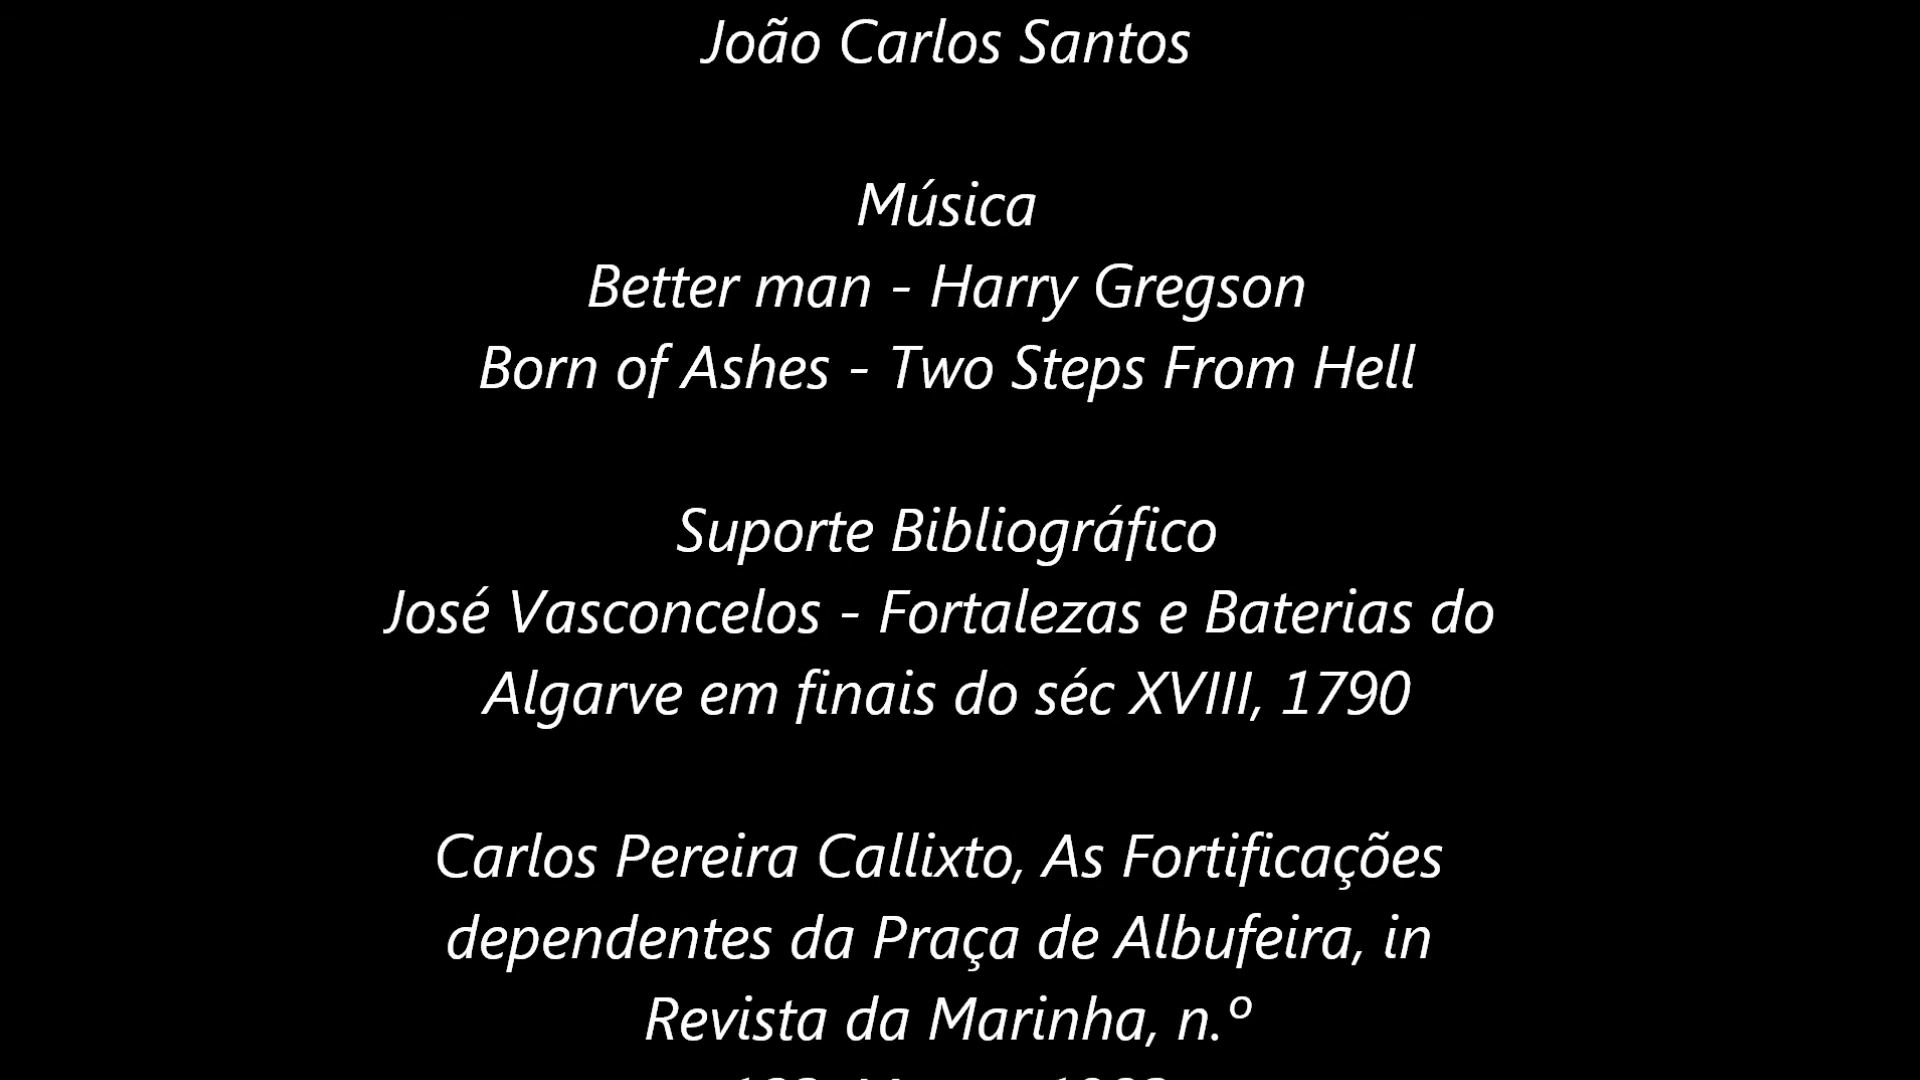 João Carlos Santos
Música
Better man - Harry Gregson
Born of Ashes - Two Steps From Hell
Suporte Bibliográfico
José Vasconcelos - Fortalezas e Baterias do
Algarve em finais do séc XVIII, 1790
Carlos Pereira Callixto, As Fortificações
dependentes da Praça de Albufeira, in
Revista da Marinha, n.º